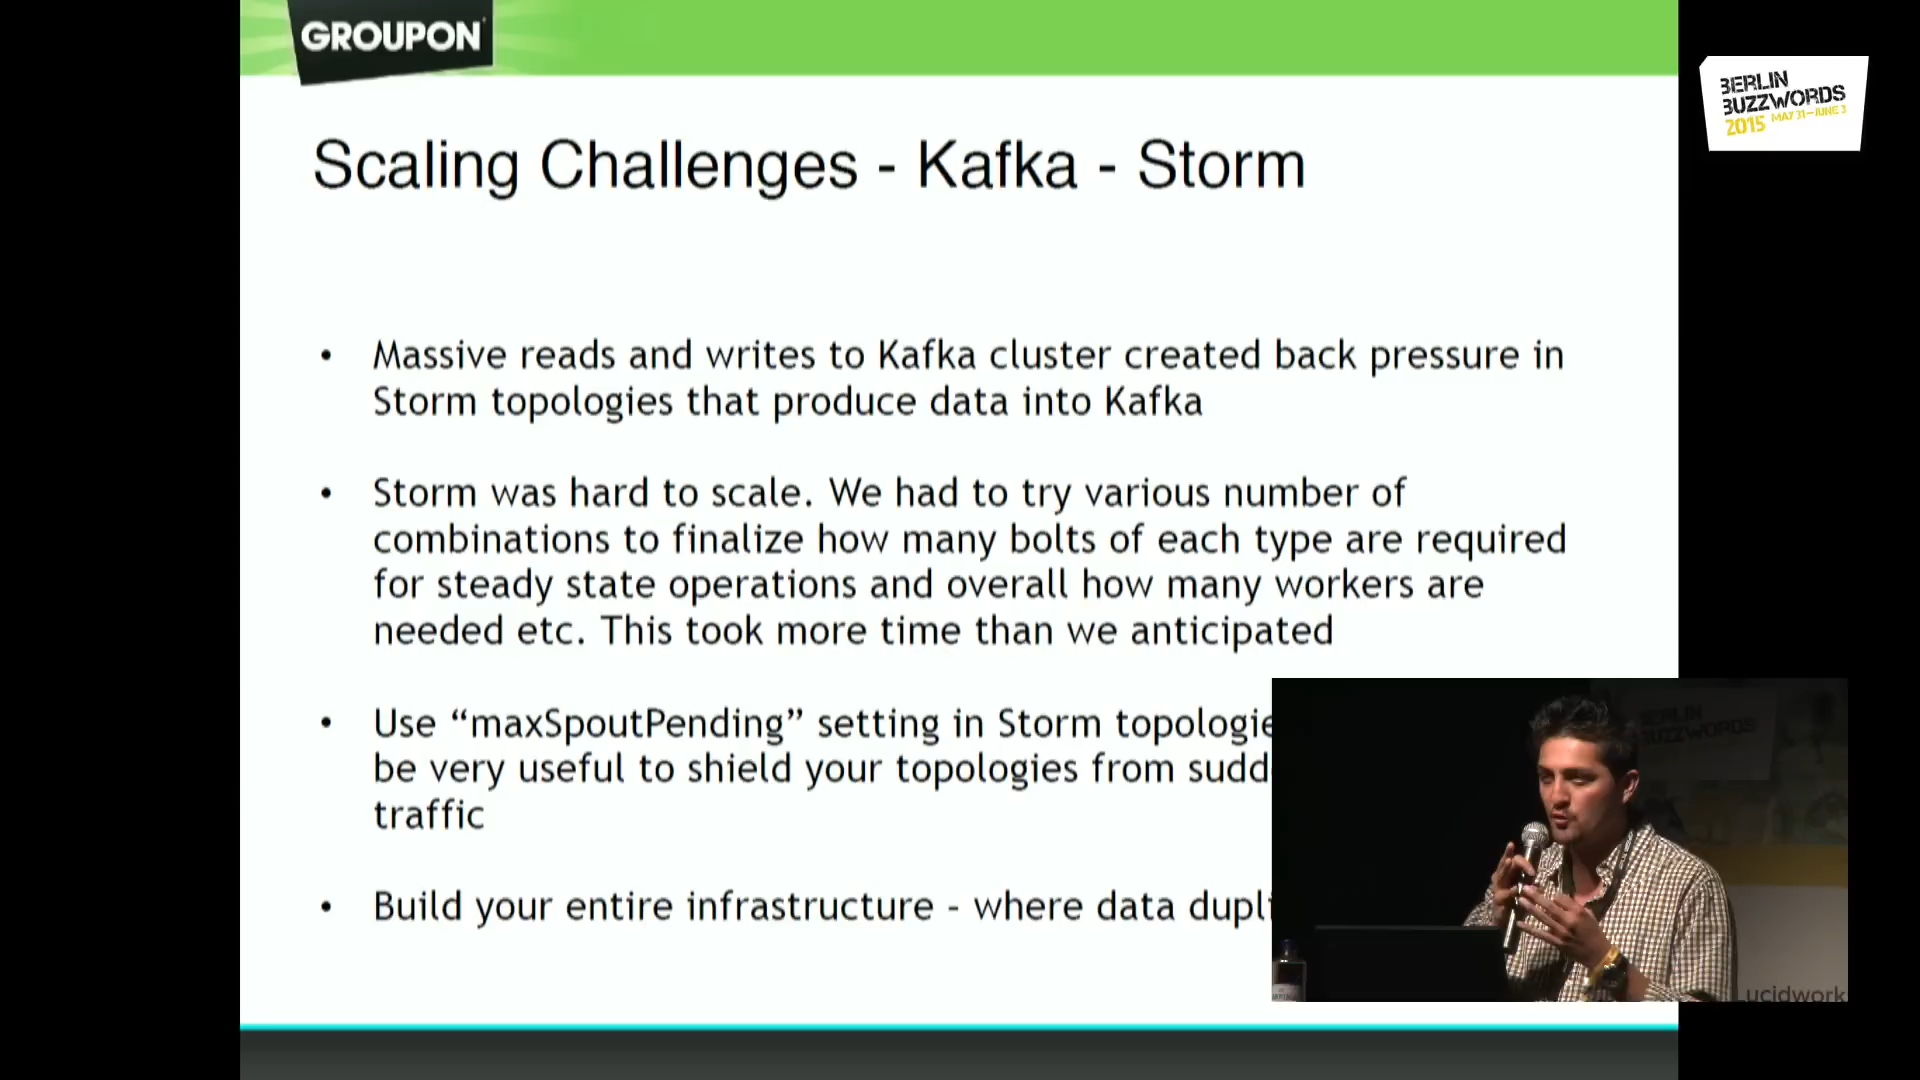 GROUPON
BERLIN
BUZZWORDS
2015 MAY 31-JUNE 3
Scaling Challenges - Kafka - Storm
• Massive reads and writes to Kafka cluster created back pressure in
Storm topologies that produce data into Kafka
• Storm was hard to scale. We had to try various number of
combinations to finalize how many bolts of each type are required
for steady state operations and overall how many workers are
needed etc. This took more time than we anticipated
• Use “maxSpoutPending” setting in Storm topologie
be very useful to shield your topologies from sudd
traffic
• Build your entire infrastructure - where data dupli
BERLIN
BUZZWORDS
ucidwork